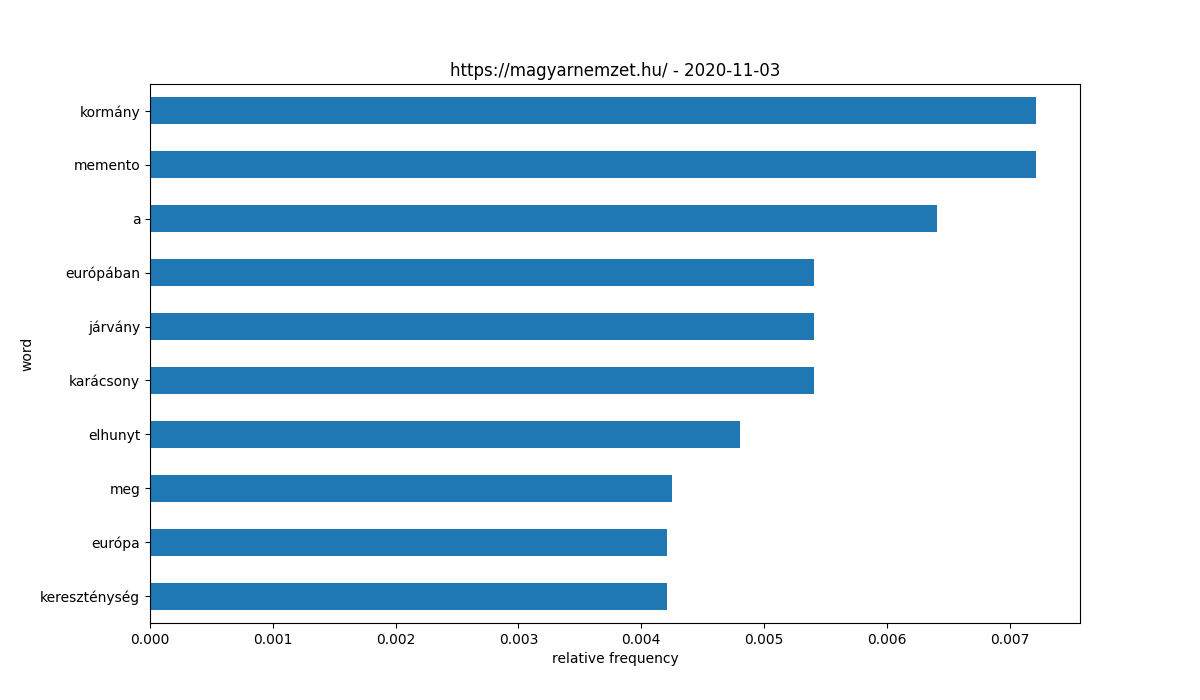 https://magyarnemzet.hu/ - 2020-11-03
word
kormány
memento
a
európában
járvány
karácsony
elhunyt
meg
európa
kereszténység
0.000 0.001 0.002 0.003 0.004 0.005 0.006 0.007
relative frequency